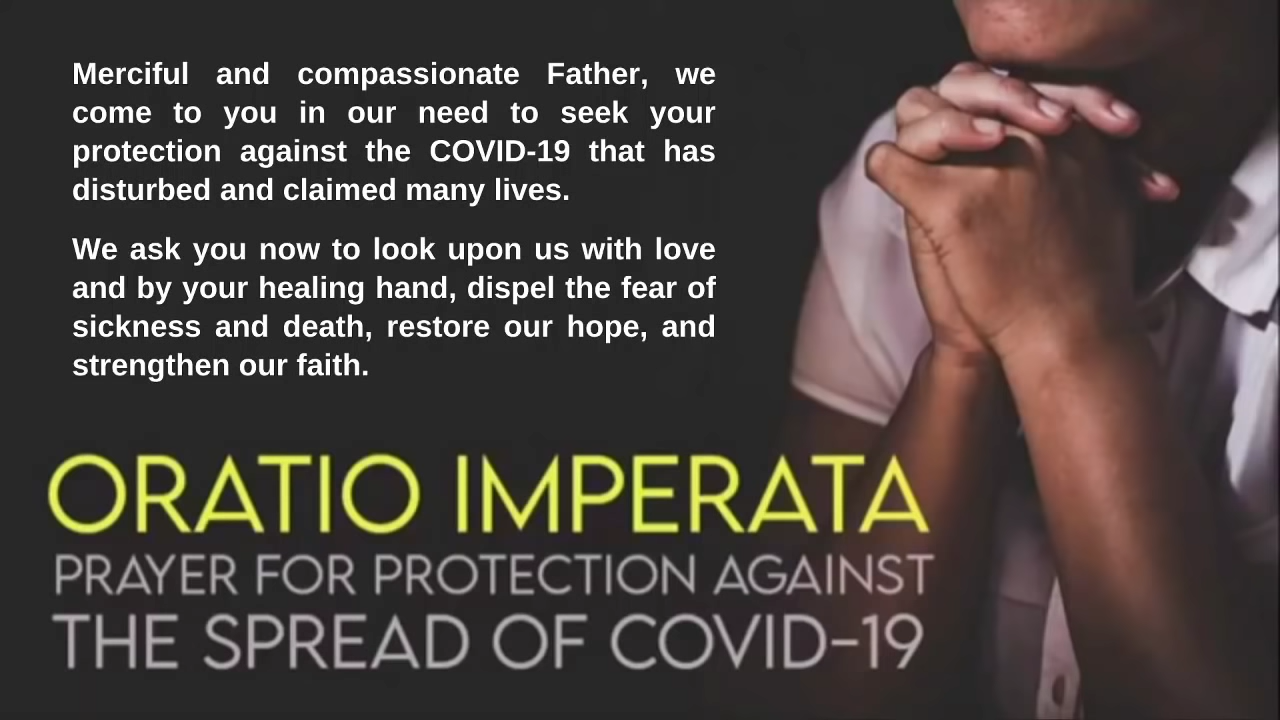 Merciful and compassionate Father, we
come to you in our need to seek your
protection against the COVID-19 that has
disturbed and claimed many lives.
We ask you now to look upon us with love
and by your healing hand, dispel the fear of
sickness and death, restore our hope, and
strengthen our faith.
ORATIO IMPERATA
PRAYER FOR PROTECTION AGAINST
THE SPREAD OF COVID-19